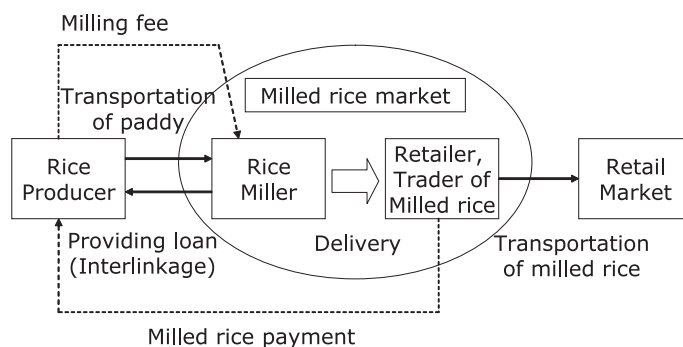 Milling fee
Milled rice market
Transportation
of paddy
Rice
Producer
Rice
Miller
Retailer,
Trader of
Milled rice
Retail
Market
Providing loan
(Interlinkage)
Delivery
Transportation
of milled rice
Milled rice payment